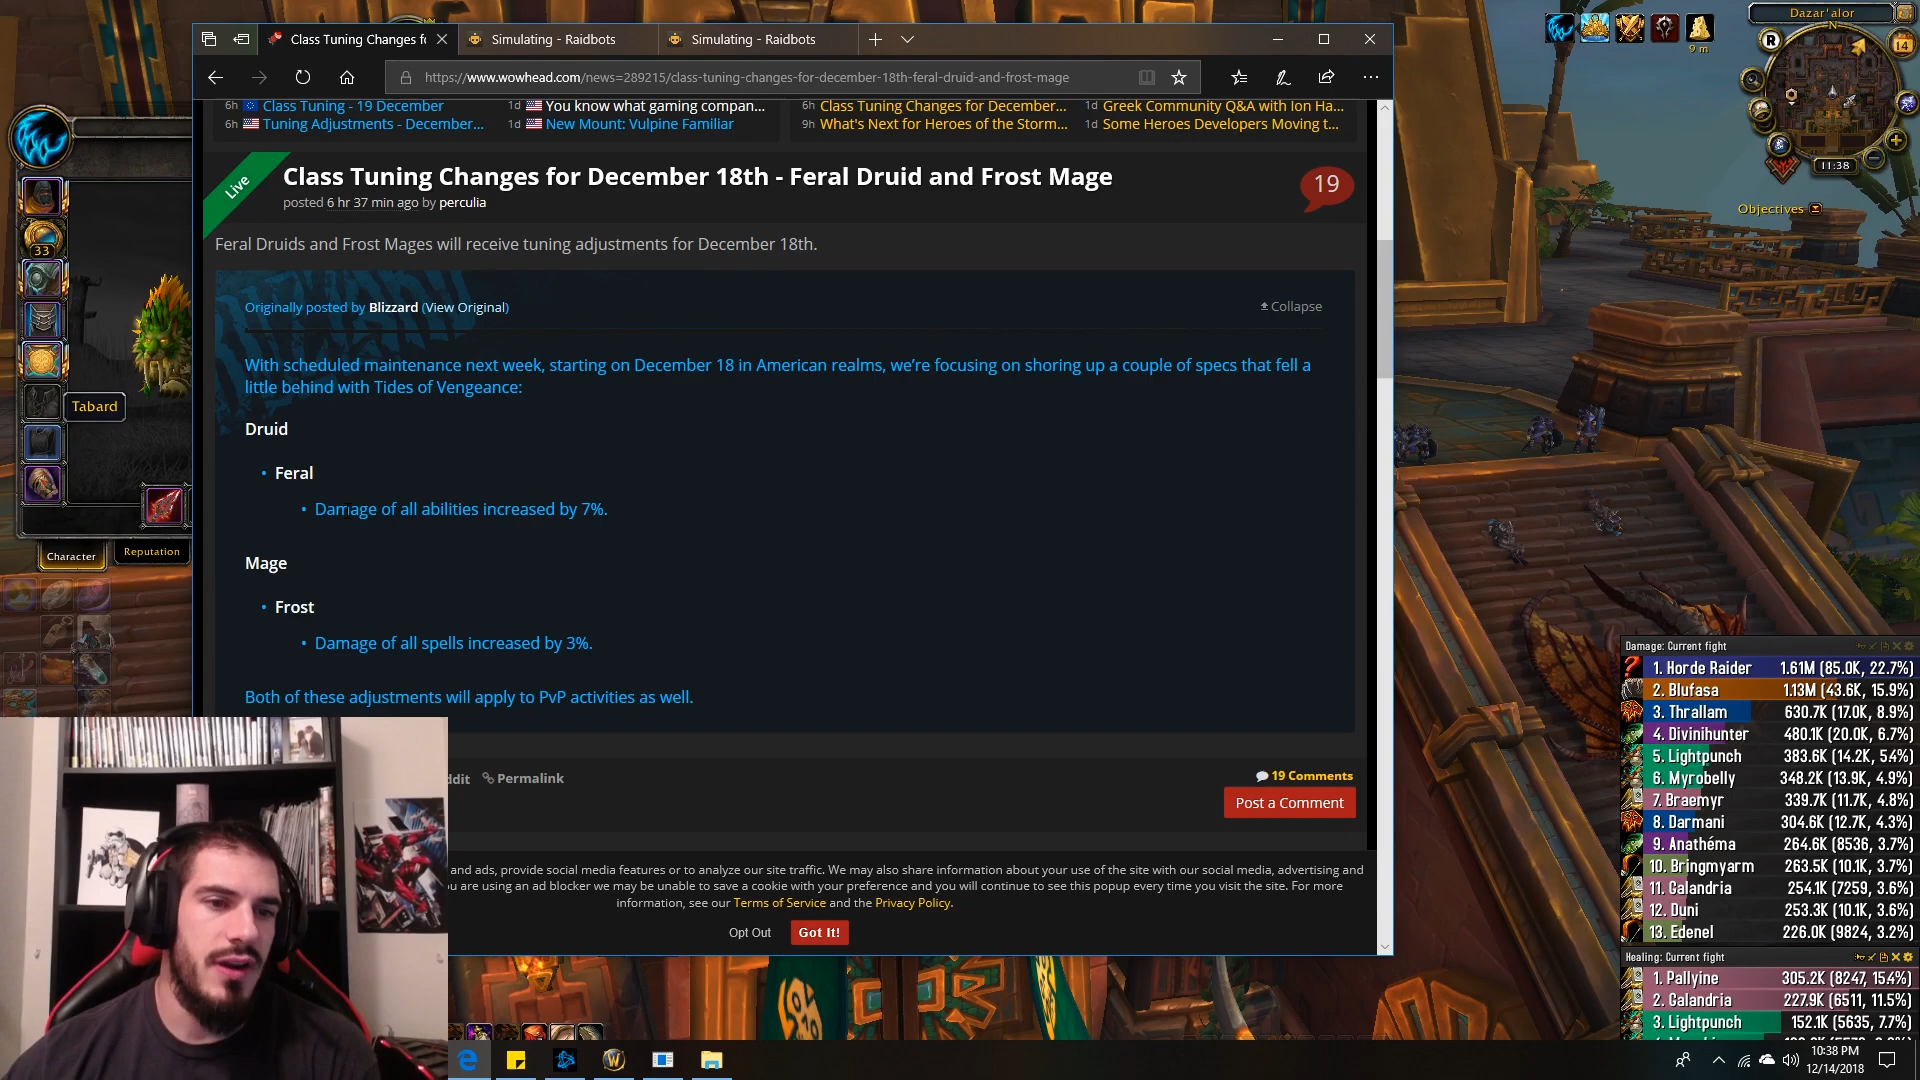 Class Tuning Changes fo
Simulating - Raidbots
Simulating - Raidbots
https://www.wowhead.com/news=289215/class-tuning-changes-for-december-18th-feral-druid-and-frost-mage
6h Class Tuning - 19 December
1d You know what gaming compan...
6h Class Tuning Changes for December...
1d Greek Community Q&A with Ion Ha...
6h Tuning Adjustments - December...
1d New Mount: Vulpine Familiar
9h What's Next for Heroes of the Storm...
1d Some Heroes Developers Moving t...
Live
Class Tuning Changes for December 18th - Feral Druid and Frost Mage
19
posted 6 hr 37 min ago by perculia
Feral Druids and Frost Mages will receive tuning adjustments for December 18th.
Originally posted by Blizzard (View Original)
Collapse
With scheduled maintenance next week, starting on December 18 in American realms, we're focusing on shoring up a couple of specs that fell a
little behind with Tides of Vengeance:
Druid
• Feral
• Damage of all abilities increased by 7%.
Mage
• Frost
• Damage of all spells increased by 3%.
Both of these adjustments will apply to PvP activities as well.
ddit Permalink
19 Comments
Post a Comment
and ads, provide social media features or to analyze our site traffic. We may also share information about your use of the site with our social media, advertising and
u are using an ad blocker we may be unable to save a cookie with your preference and you will continue to see this popup every time you visit the site. For more
information, see our Terms of Service and the Privacy Policy.
Opt Out
Got It!
33
Tabard
Character
Reputation
9 m
Dazar'alor
N
R
14
11:38
Objectives
Damage: Current fight
1. Horde Raider 1.61M (85.0K, 22.7%)
2. Blufasa 1.13M (43.6K, 15.9%)
3. Thrallam 630.7K (17.0K, 8.9%)
4. Divinihunter 480.1K (20.0K, 6.7%)
5. Lightpunch 383.6K (14.2K, 5.4%)
6. Myrobelly 348.2K (13.9K, 4.9%)
7. Braemyr 339.7K (11.7K, 4.8%)
8. Darmani 304.6K (12.7K, 4.3%)
9. Anathéma 264.6K (8536, 3.7%)
10. Bringmyarm 263.5K (10.1K, 3.7%)
11. Galandria 254.1K (7259, 3.6%)
12. Duni 253.3K (10.1K, 3.6%)
13. Edenel 226.0K (9824, 3.2%)
Healing: Current fight
1. Pallyine 305.2K (8247, 15.4%)
2. Galandria 227.9K (6511, 11.5%)
3. Lightpunch 152.1K (5635, 7.7%)
10:38 PM
12/14/2018